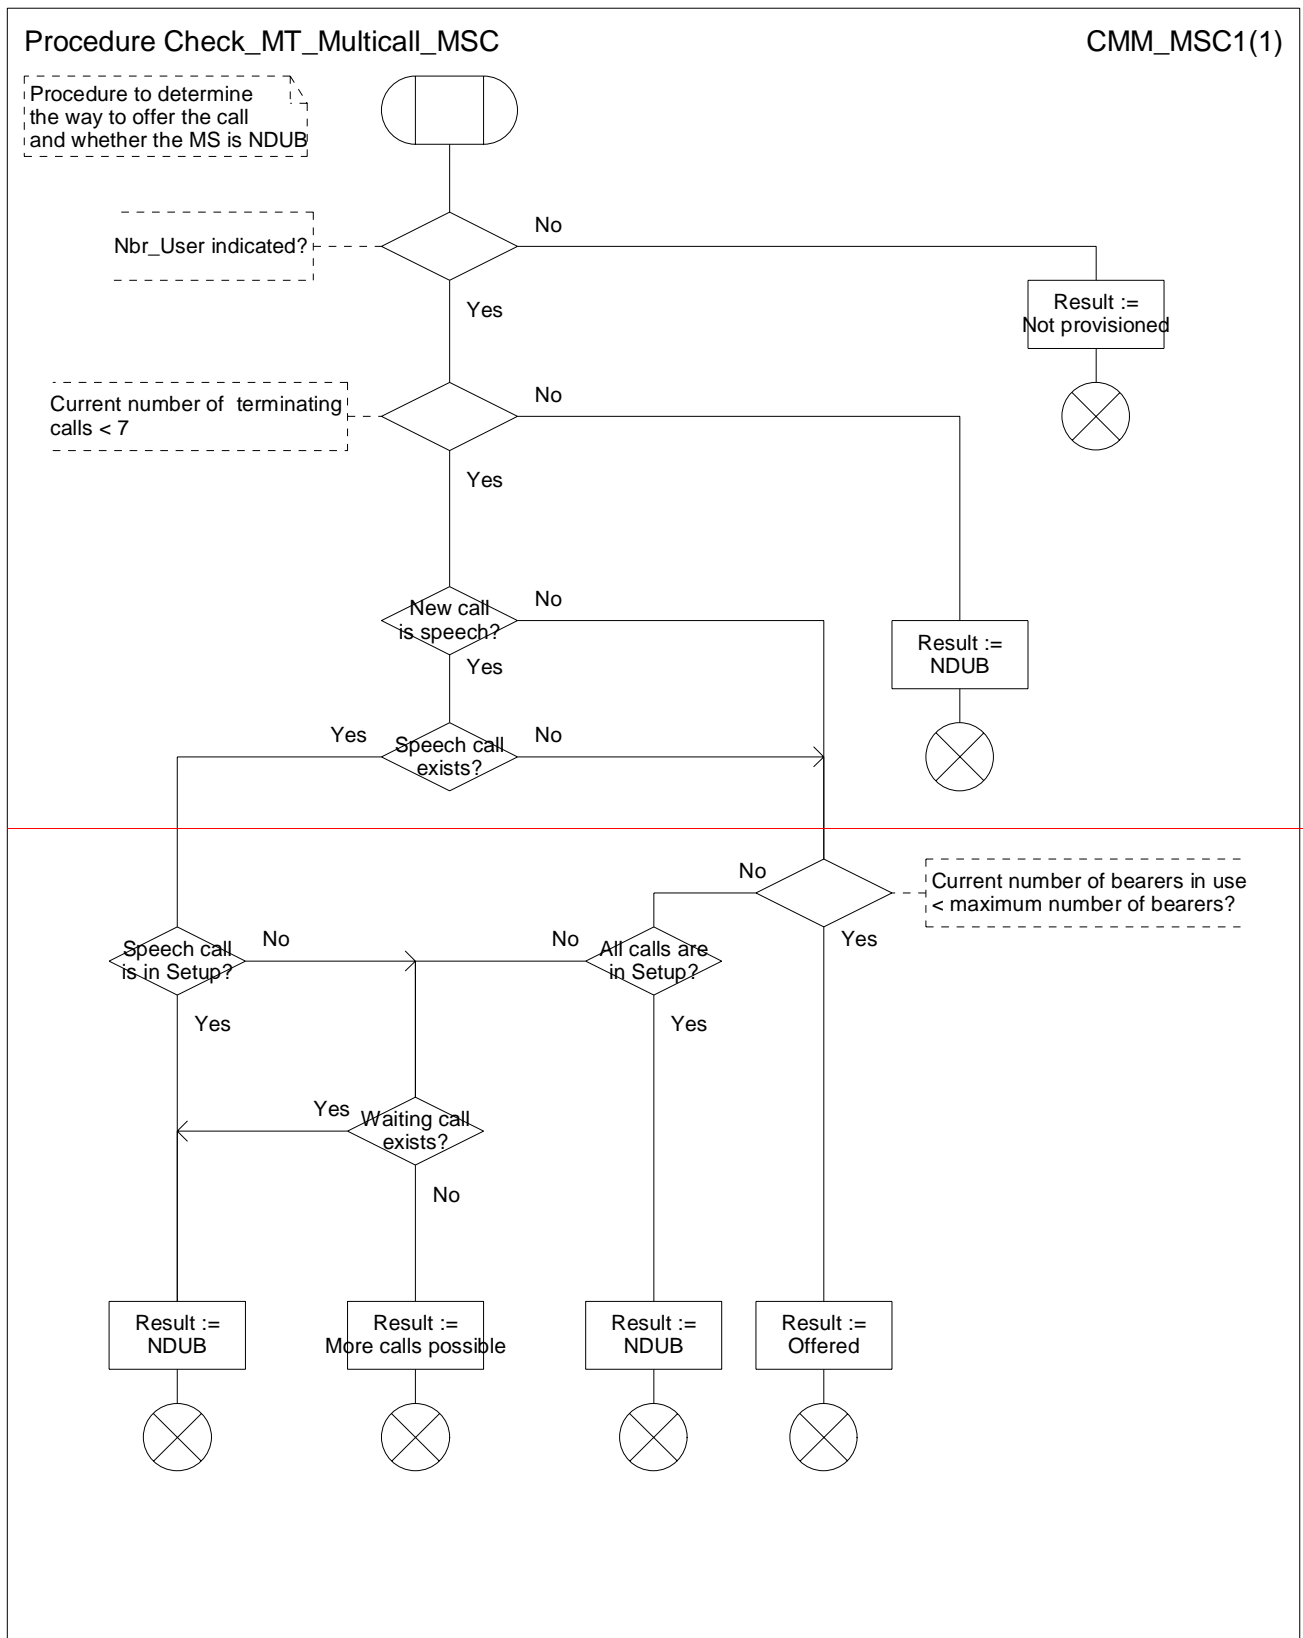 Procedure Check_MT_Multicall_MSC
CMM_MSC1(1)
Procedure to determine
the way to offer the call
and whether the MS is NDUB
No
Nbr_User indicated?
Yes
Result :=
Not provisioned
No
Current number of  terminating
calls < 7
Yes
No
New call
is speech?
Yes
Result :=
NDUB
Yes
No
Speech call
exists?
No
Current number of bearers in use
< maximum number of bearers?
Yes
Speech call
is in Setup?
No
No
All calls are
in Setup?
Yes
Yes
Yes
Waiting call
exists?
No
Result :=
NDUB
Result :=
More calls possible
Result :=
NDUB
Result :=
Offered